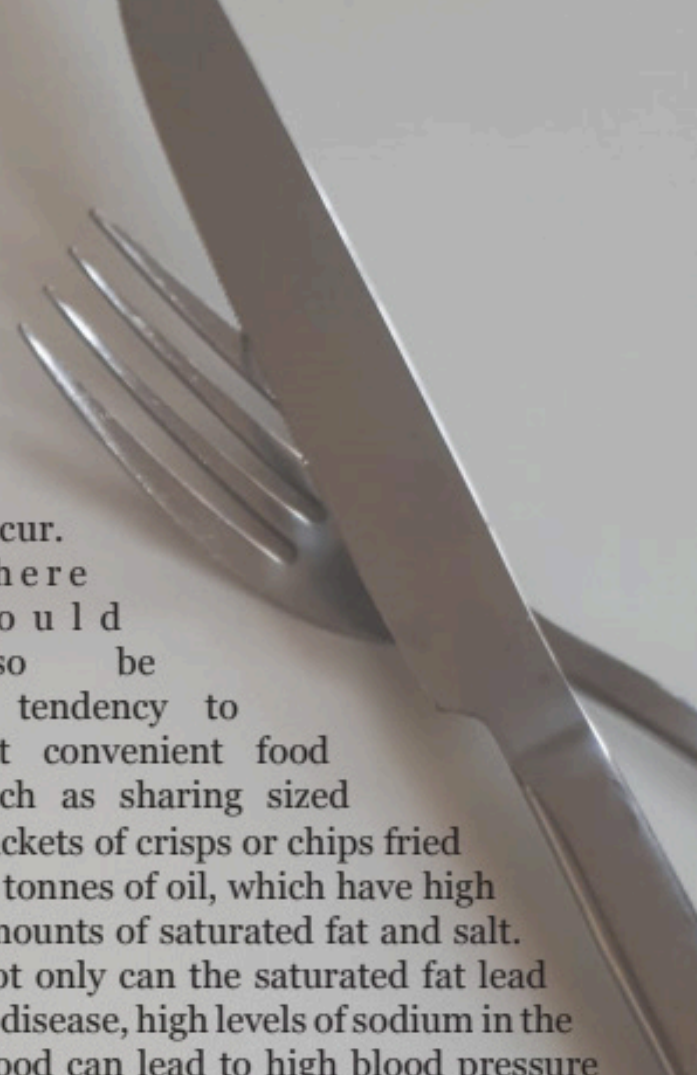 cur.
here
ould
so be
tendency to
t convenient food
ch as sharing sized
ckets of crisps or chips fried
tonnes of oil, which have high
mounts of saturated fat and salt.
ot only can the saturated fat lead
disease, high levels of sodium in the
ood can lead to high blood pressure